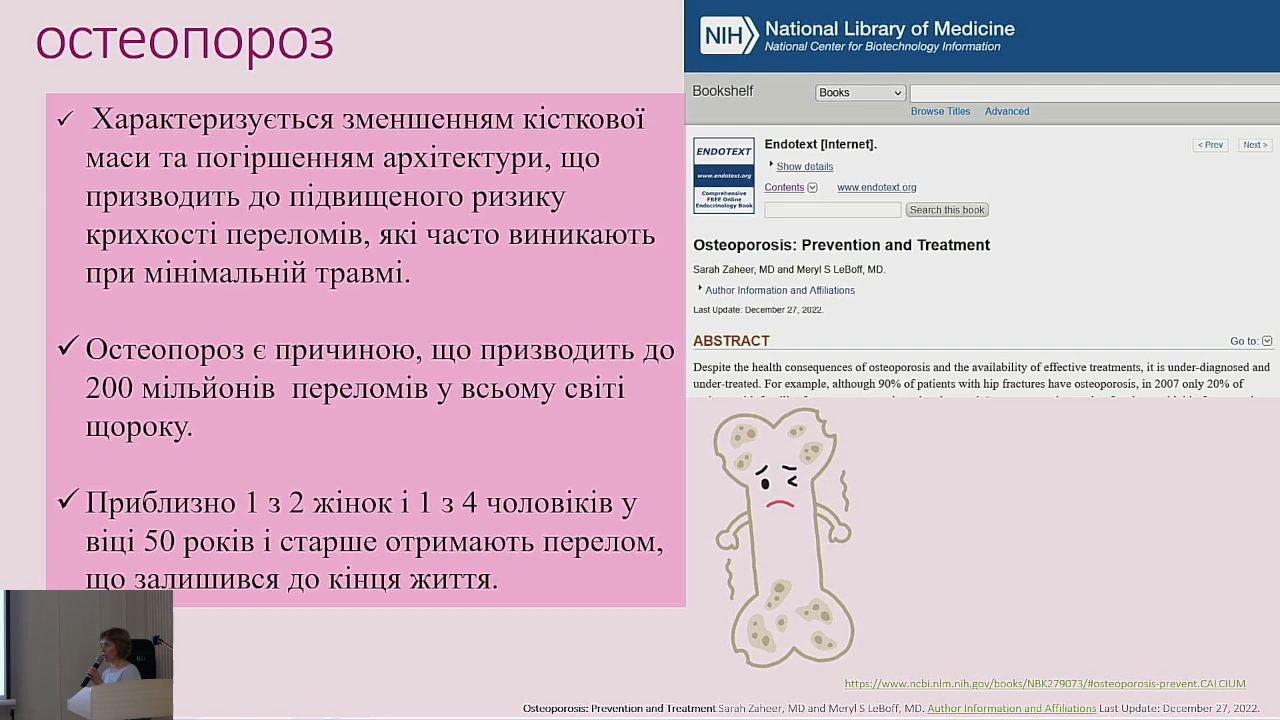 остеопороз
✓ Характеризується зменшенням кісткової
маси та погіршенням архітектури, що
призводить до підвищеного ризику
крихкості переломів, які часто виникають
при мінімальній травмі.
✓ Остеопороз є причиною, що призводить до
200 мільйонів переломів у всьому світі
щороку.
✓ Приблизно 1 з 2 жінок і 1 з 4 чоловіків у
віці 50 років і старше отримають перелом,
що залишився до кінця життя.
NIH National Library of Medicine
National Center for Biotechnology Information
Bookshelf Books
Browse Titles Advanced
ENDOTEXT
www.endotext.org
Comprehensive
FREE Online
Endocrinology Book
Endotext [Internet].
< Prev Next >
Show details
Contents www.endotext.org
Search this book
Osteoporosis: Prevention and Treatment
Sarah Zaheer, MD and Meryl S LeBoff, MD.
Author Information and Affiliations
Last Update: December 27, 2022.
ABSTRACT Go to:
Despite the health consequences of osteoporosis and the availability of effective treatments, it is under-diagnosed and
under-treated. For example, although 90% of patients with hip fractures have osteoporosis, in 2007 only 20% of
https://www.ncbi.nlm.nih.gov/books/NBK279073/#osteoporosis-prevent.CALCIUM
Osteoporosis: Prevention and Treatment Sarah Zaheer, MD and Meryl S LeBoff, MD. Author Information and Affiliations Last Update: December 27, 2022.